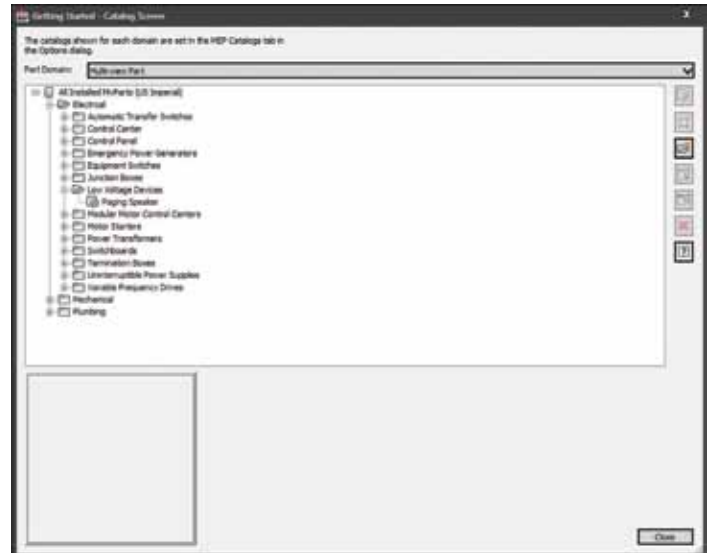 Getting Started - Catalog Screen
X
The catalogs shown for each domain are set in the MEP Catalogs tab in
the Options dialog.
Part Domain:
Multi-view Part
All Installed MvParts (US Imperial)
Electrical
Automatic Transfer Switches
Control Center
Control Panel
Emergency Power Generators
Equipment Switches
Junction Boxes
Low Voltage Devices
Paging Speaker
Modular Motor Control Centers
Motor Starters
Power Transformers
Switchboards
Termination Boxes
Uninterruptible Power Supplies
Variable Frequency Drives
Mechanical
Plumbing
Close